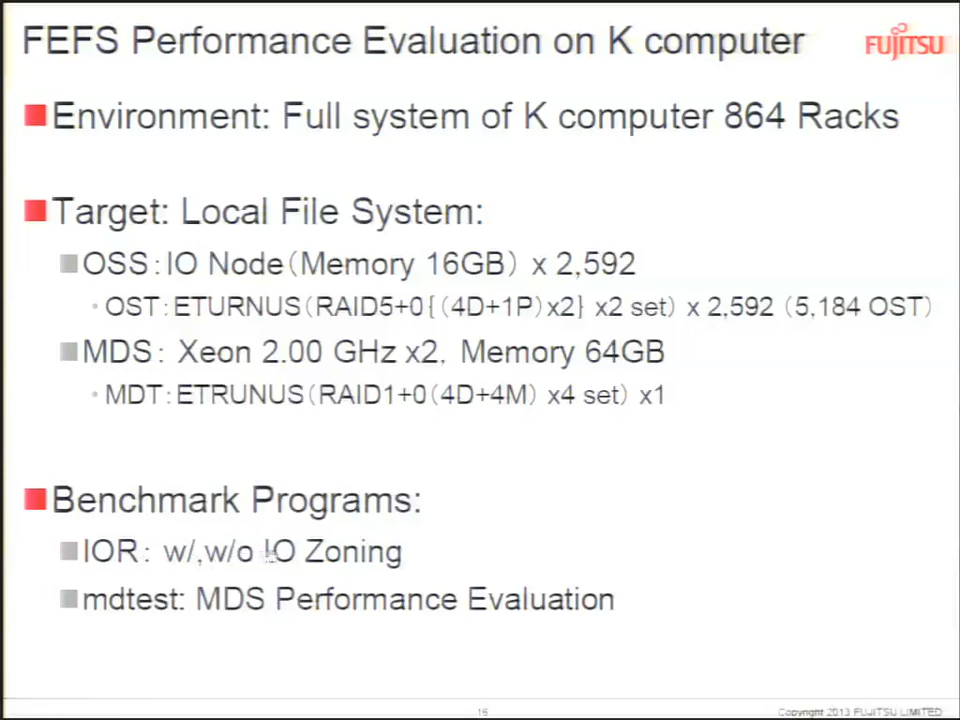 FEFS Performance Evaluation on K computer
FUJITSU
Environment: Full system of K computer 864 Racks
Target: Local File System:
OSS:IO Node(Memory 16GB) x 2,592
・OST:ETURNUS(RAID5+0{(4D+1P)x2} x2 set) x 2,592 (5,184 OST)
MDS: Xeon 2.00 GHz x2, Memory 64GB
・MDT:ETRUNUS(RAID1+0(4D+4M) x4 set) x1
Benchmark Programs:
IOR: w/,w/o IO Zoning
mdtest: MDS Performance Evaluation
16
Copyright 2013 FUJITSU LIMITED